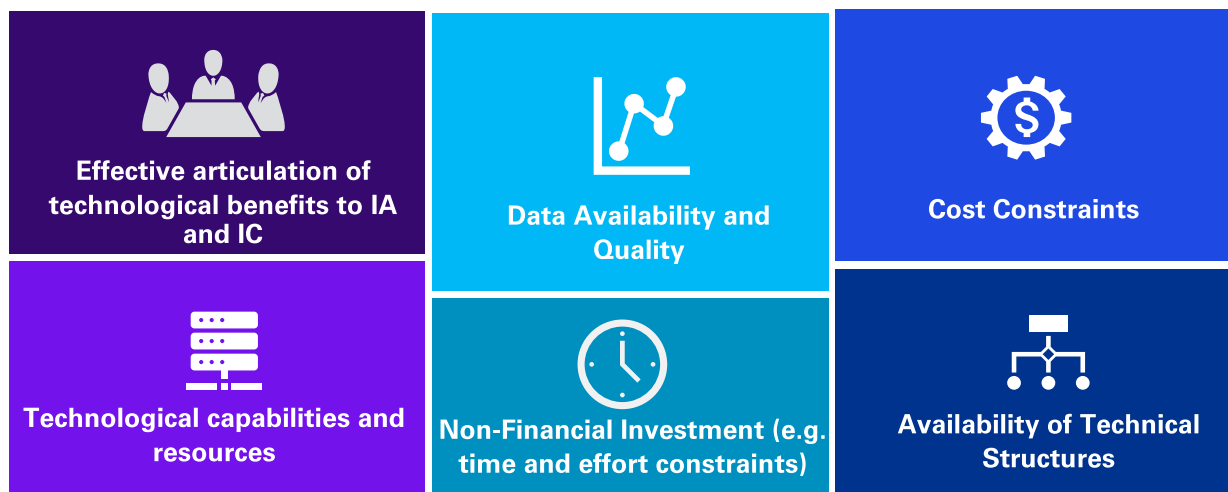 Effective articulation of
technological benefits to IA
and IC
Data Availability and
Quality
$
Cost Constraints
Technological capabilities and
resources
Non-Financial Investment (e.g.
time and effort constraints)
Availability of Technical
Structures